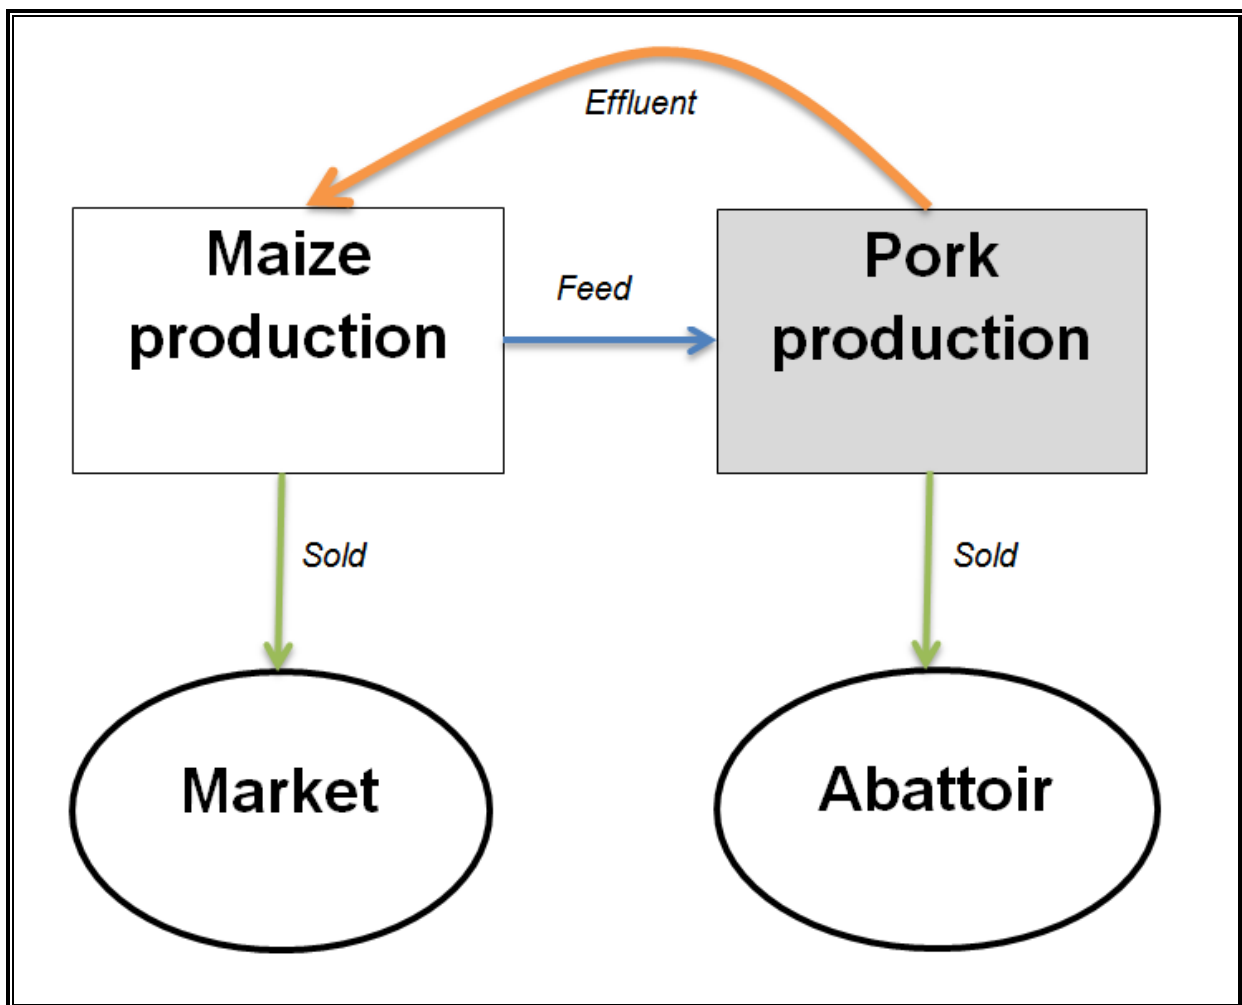 Effluent
Maize
production
Feed
Pork
production
Sold
Sold
Market
Abattoir